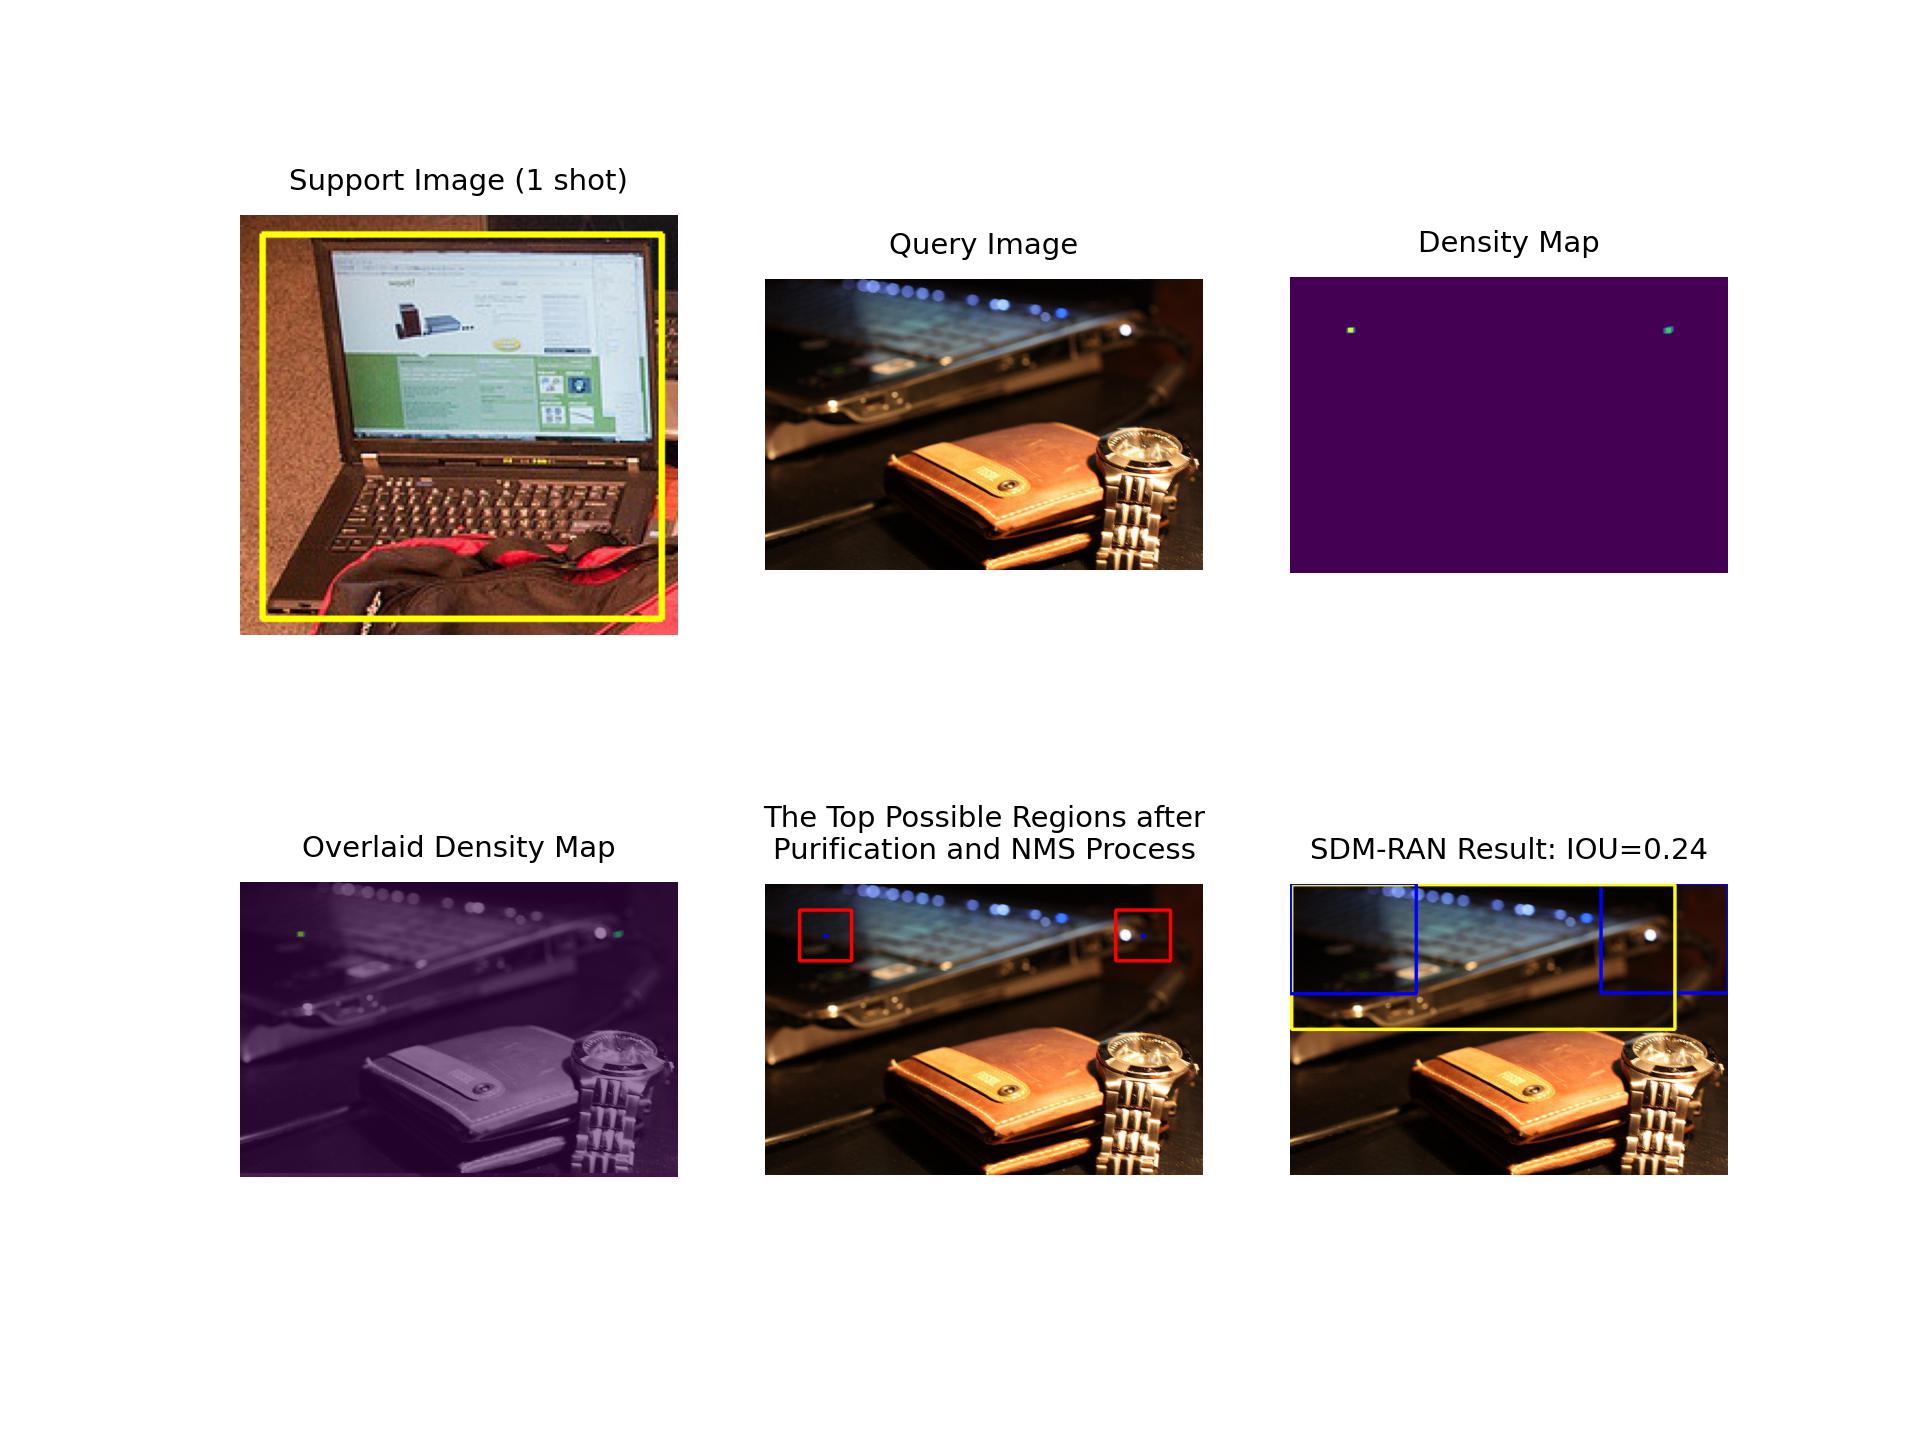 Support Image (1 shot)
Query Image
Density Map
Overlaid Density Map
The Top Possible Regions after
Purification and NMS Process
SDM-RAN Result: IOU=0.24